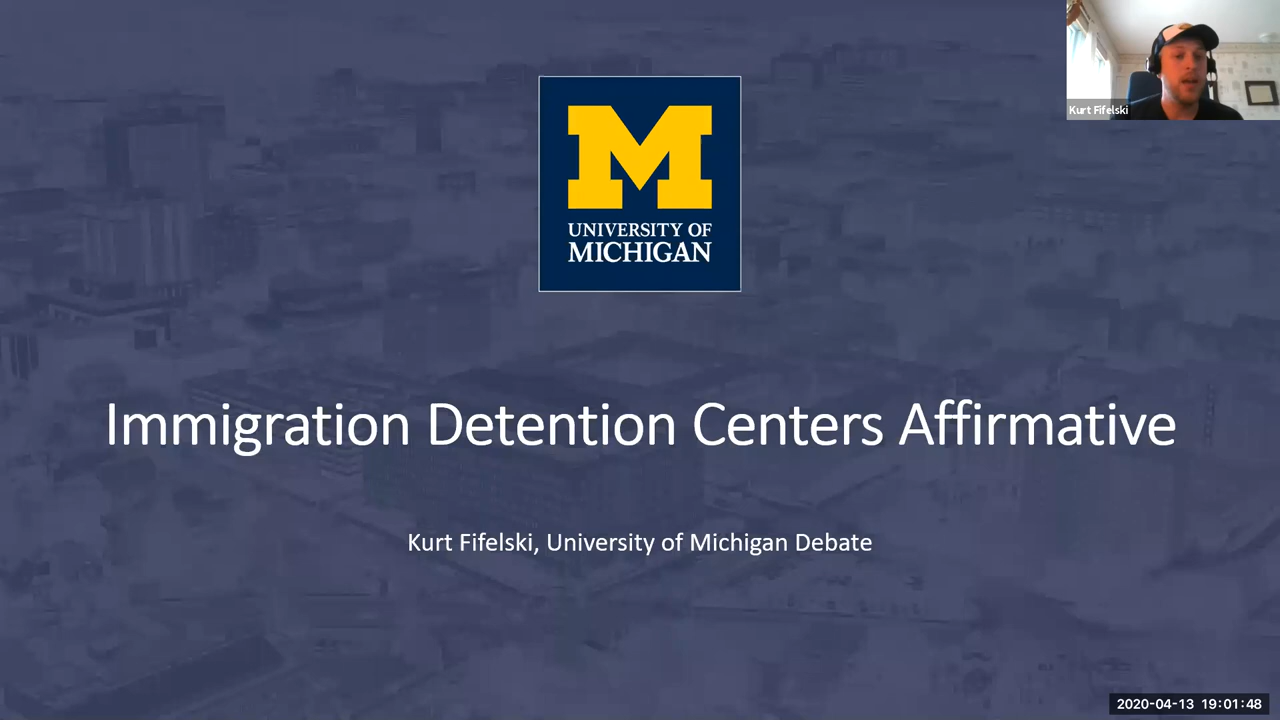 Kurt Fifelski
M
UNIVERSITY OF
MICHIGAN
Immigration Detention Centers Affirmative
Kurt Fifelski, University of Michigan Debate
2020-04-13 19:01:48